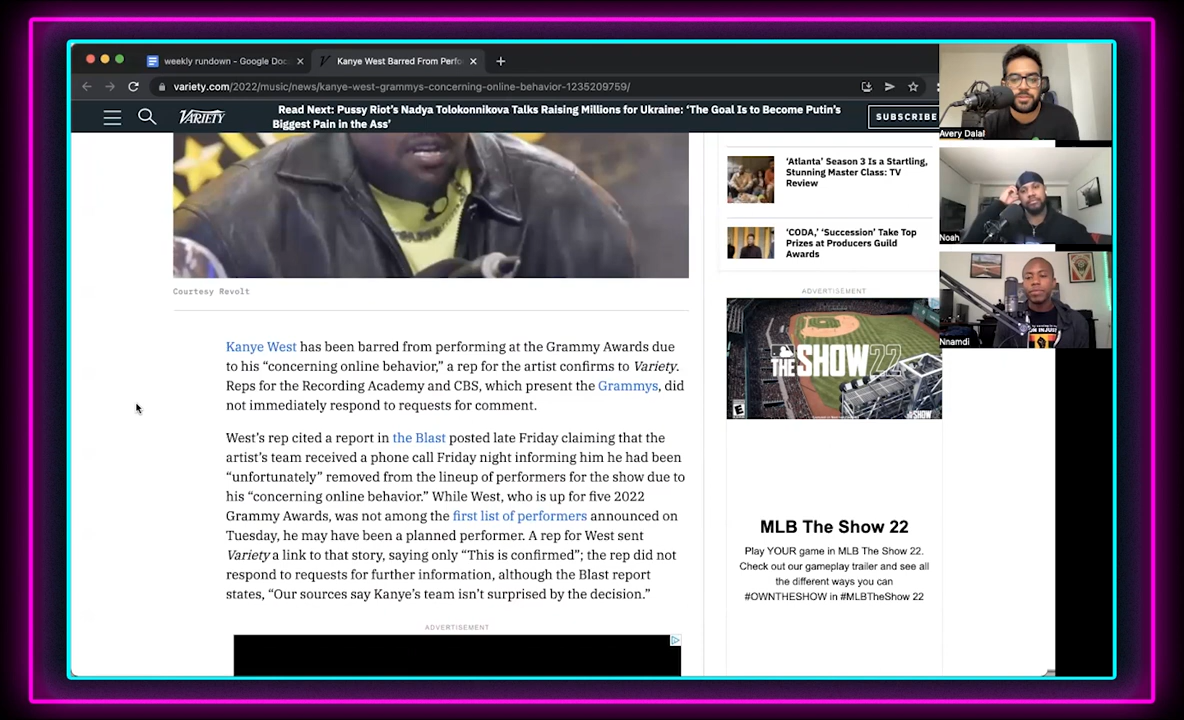 weekly rundown - Google Doc
Kanye West Barred From Perfo
variety.com/2022/music/news/kanye-west-grammys-concerning-online-behavior-1235209759/
VARIETY
Read Next: Pussy Riot's Nadya Tolokonnikova Talks Raising Millions for Ukraine: ‘The Goal Is to Become Putin’s
Biggest Pain in the Ass’
SUBSCRIBE
Avery Dalal
Noah
Nnamdi
‘Atlanta’ Season 3 Is a Startling,
Stunning Master Class: TV
Review
‘CODA,’ ‘Succession’ Take Top
Prizes at Producers Guild
Awards
Courtesy Revolt
Kanye West has been barred from performing at the Grammy Awards due
to his “concerning online behavior,” a rep for the artist confirms to Variety.
Reps for the Recording Academy and CBS, which present the Grammys, did
not immediately respond to requests for comment.
West’s rep cited a report in the Blast posted late Friday claiming that the
artist’s team received a phone call Friday night informing him he had been
“unfortunately” removed from the lineup of performers for the show due to
his “concerning online behavior.” While West, who is up for five 2022
Grammy Awards, was not among the first list of performers announced on
Tuesday, he may have been a planned performer. A rep for West sent
Variety a link to that story, saying only “This is confirmed”; the rep did not
respond to requests for further information, although the Blast report
states, “Our sources say Kanye’s team isn’t surprised by the decision.”
ADVERTISEMENT
ADVERTISEMENT
THE SHOW 22
MLB The Show 22
Play YOUR game in MLB The Show 22.
Check out our gameplay trailer and see all
the different ways you can
#OWNTHESHOW in #MLBTheShow 22